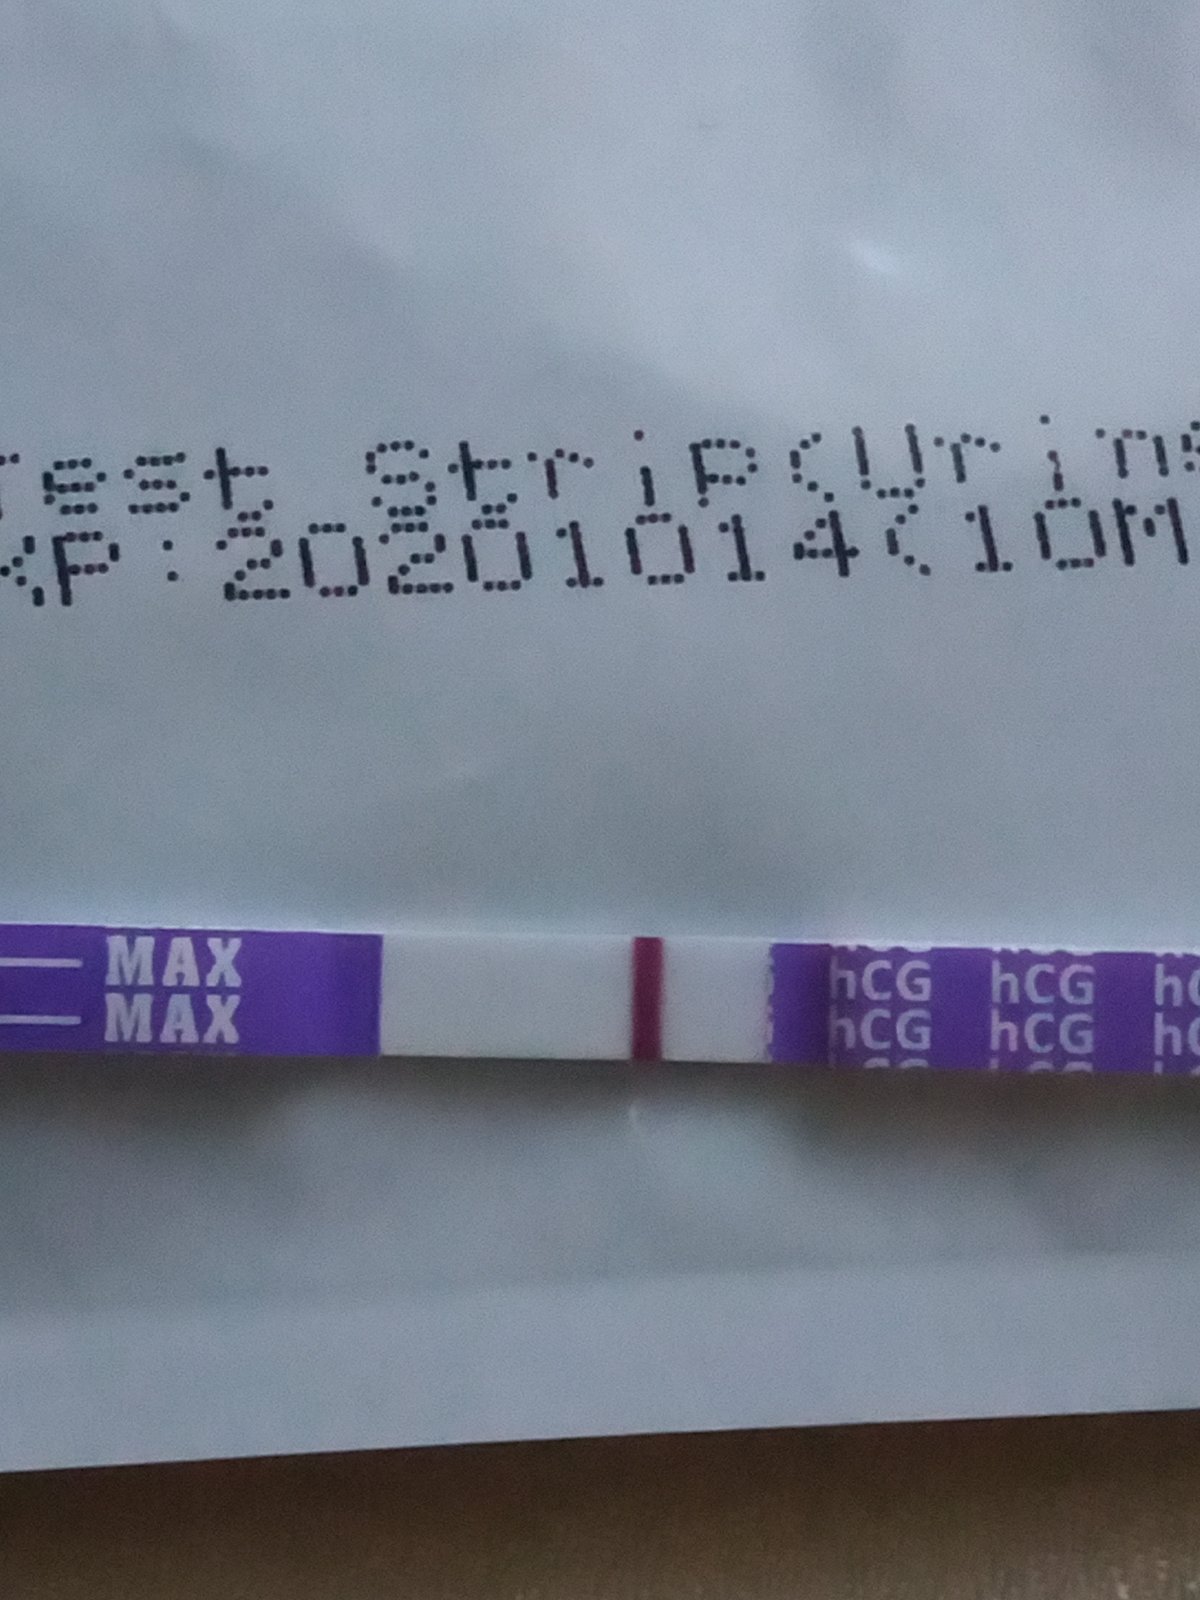 est Strip(Urin
XP:20201014(10M
MAX hCG hCG
MAX hCG hCG